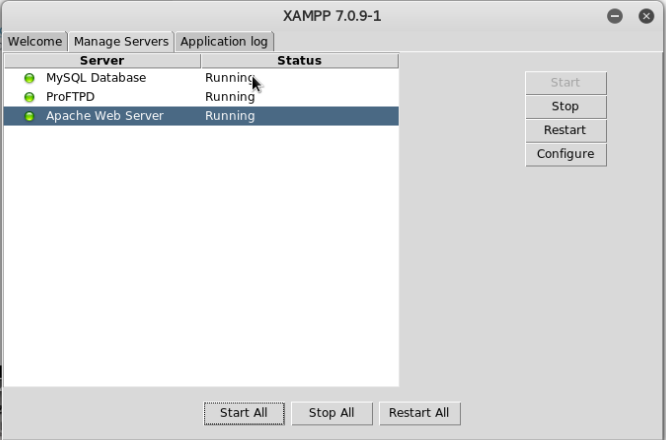 XAMPP 7.0.9-1
Welcome Manage Servers Application log
Server Status
MySQL Database Running
ProFTPD Running
Apache Web Server Running
Start
Stop
Restart
Configure
Start All Stop All Restart All